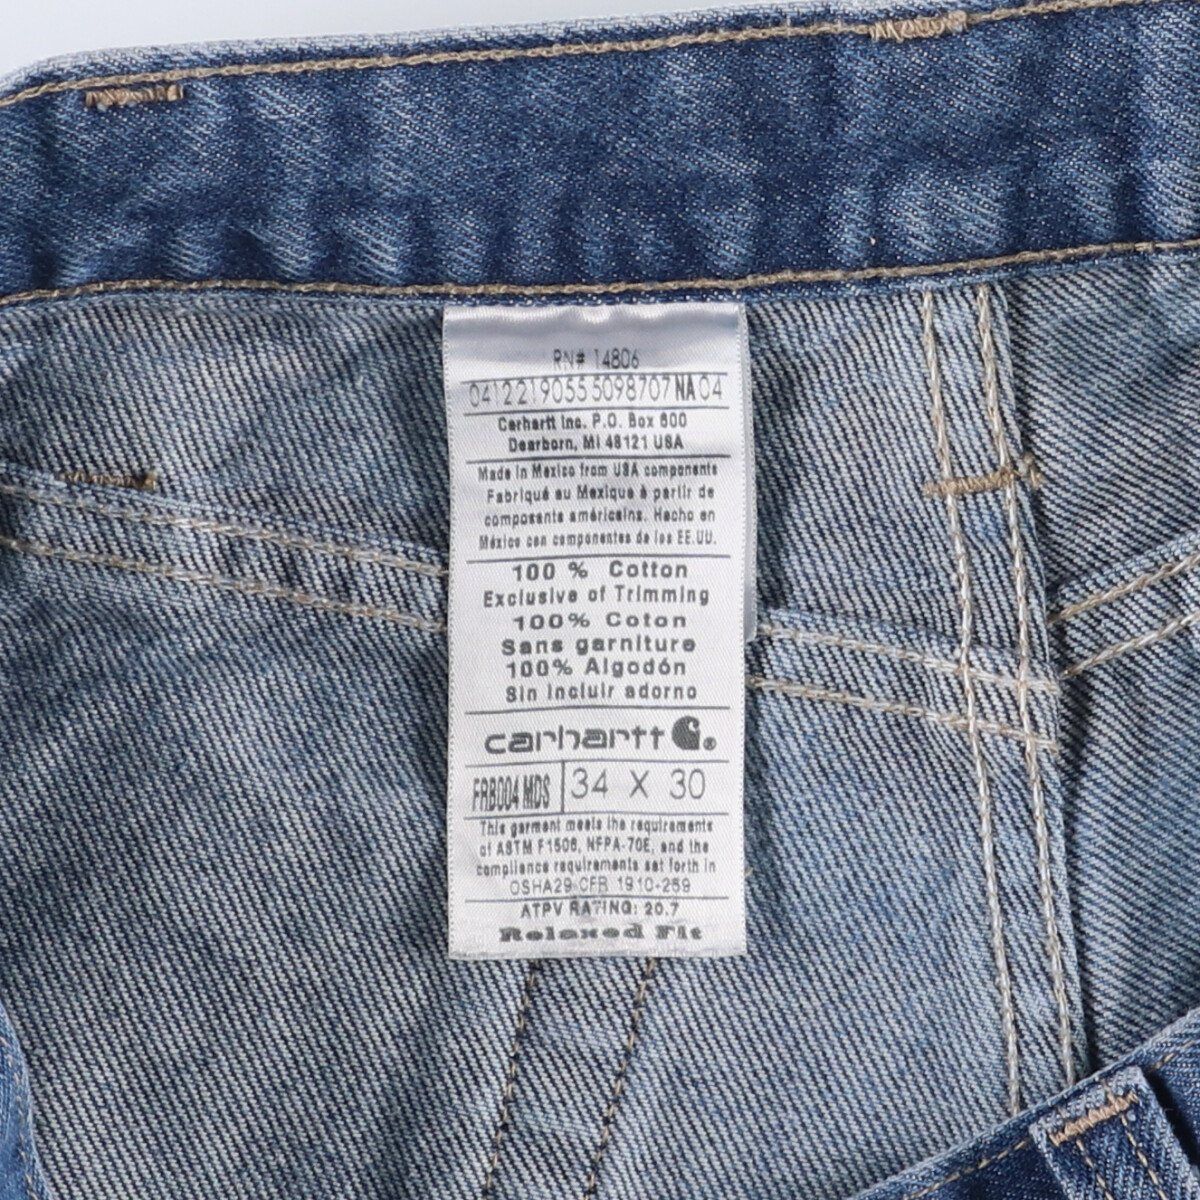 RN# 14806
0412219055 5098707 NA 04
Carhartt Inc. P.O. Box 600
Dearborn, MI 48121 USA
Made in Mexico from USA components
Fabriqué au Mexique à partir de
composants américains. Hecho en
México con componentes de los EE.UU.
100 % Cotton
Exclusive of Trimming
100% Coton
Sans garniture
100% Algodón
Sin incluir adorno
carhartt ®
FRB004 MDS 34 X 30
This garment meets the requirements
of ASTM F1506, NFPA-70E, and the
compliance requirements set forth in
OSHA29 CFR 1910-269
ATPV RATING: 20.7
Relaxed Fit